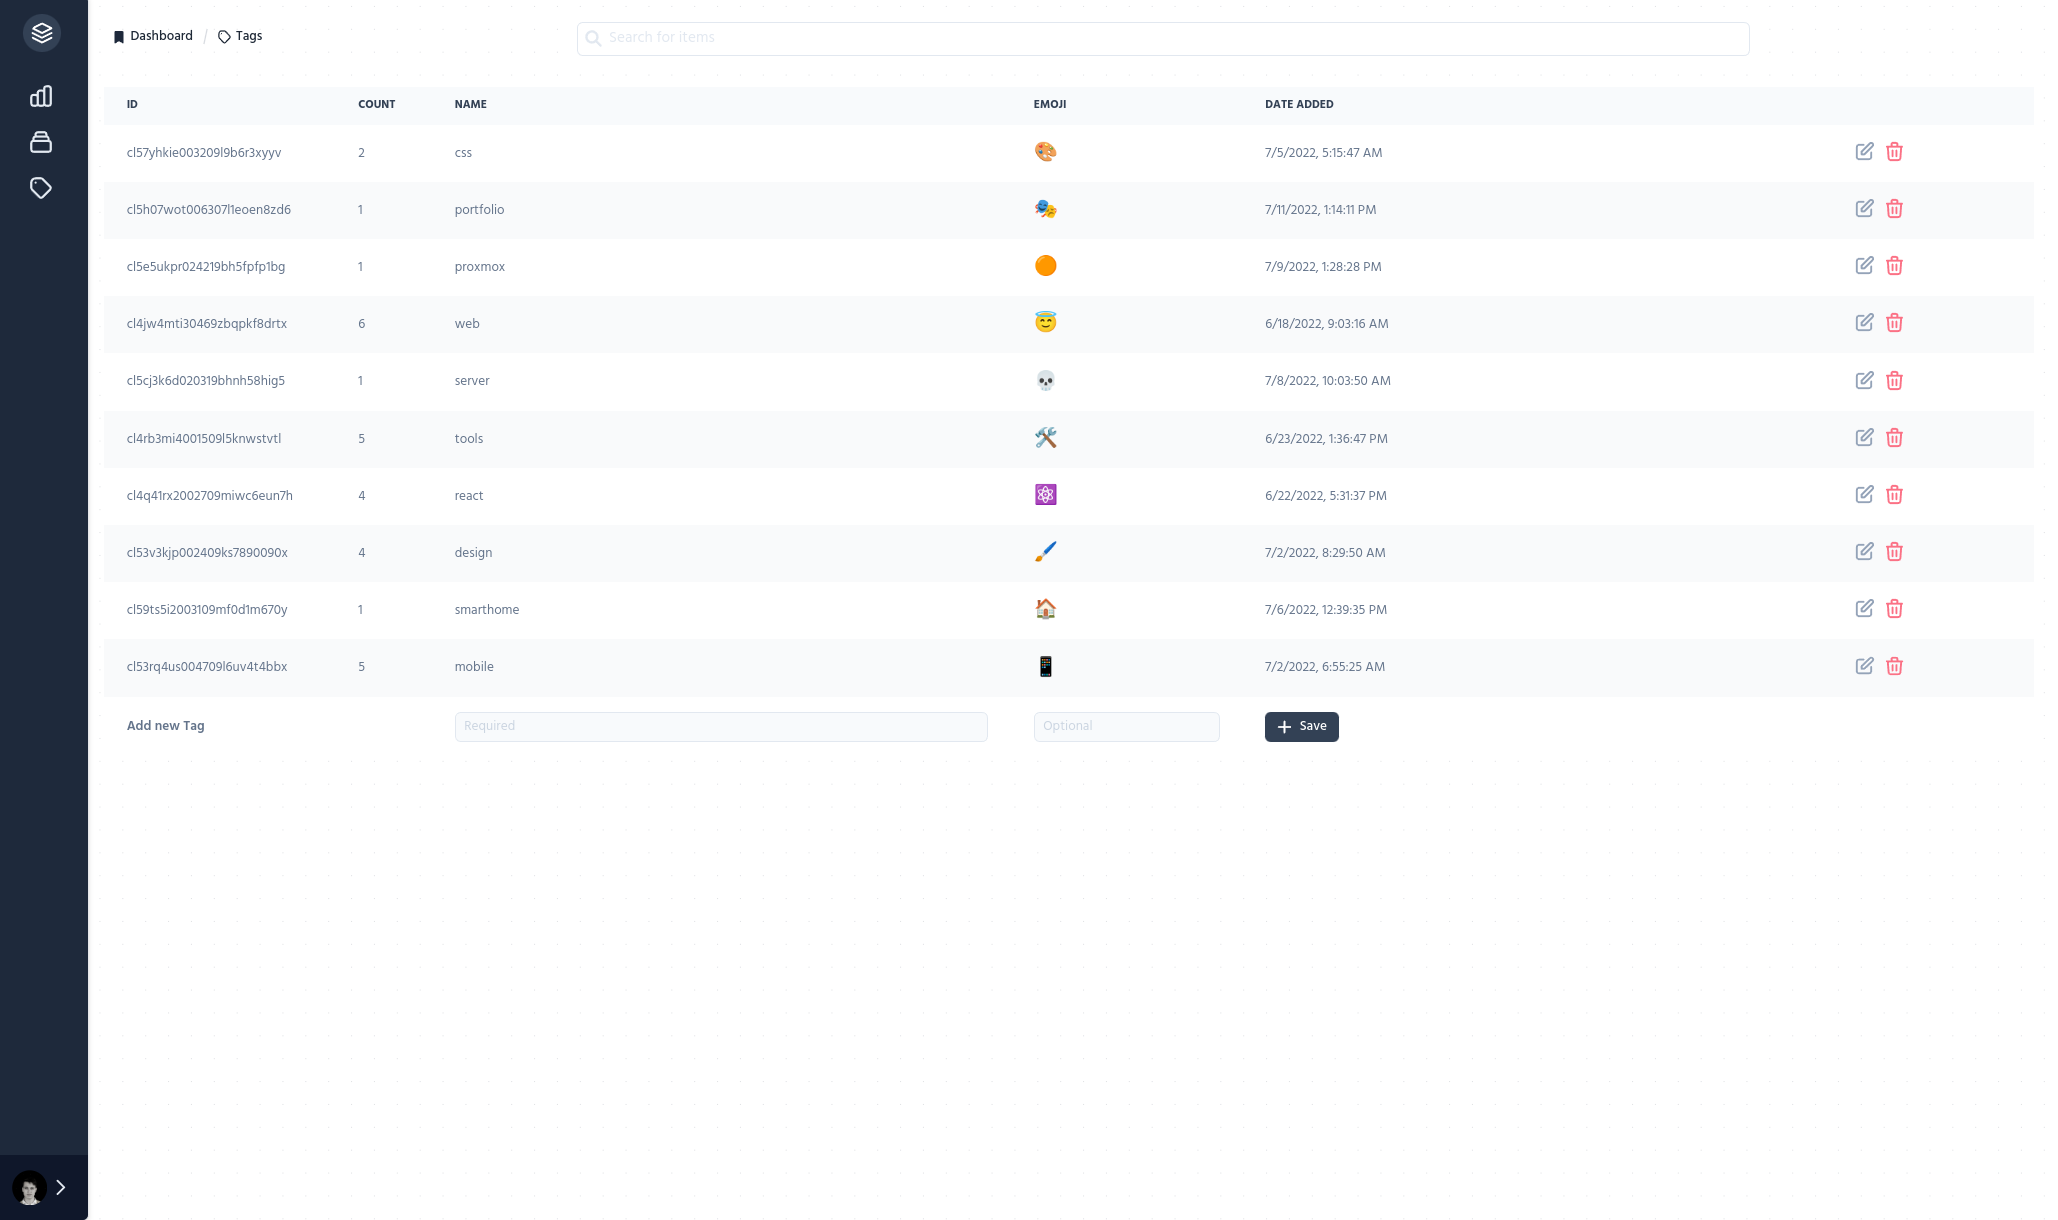 Dashboard / Tags Search for items
ID COUNT NAME EMOJI DATE ADDED
cl57yhkie003209l9b6r3xyyv 2 css 🎨 7/5/2022, 5:15:47 AM
cl5h07wot006307l1eoen8zd6 1 portfolio 🎭 7/11/2022, 1:14:11 PM
cl5e5ukpr024219bh5fpfp1bg 1 proxmox 🟠 7/9/2022, 1:28:28 PM
cl4jw4mti30469zbqpkf8drtx 6 web 😇 6/18/2022, 9:03:16 AM
cl5cj3k6d020319bhnh58hig5 1 server 💀 7/8/2022, 10:03:50 AM
cl4rb3mi4001509l5knwstvtl 5 tools 🛠️ 6/23/2022, 1:36:47 PM
cl4q41rx2002709miwc6eun7h 4 react ⚛️ 6/22/2022, 5:31:37 PM
cl53v3kjp002409ks7890090x 4 design 🖌️ 7/2/2022, 8:29:50 AM
cl59ts5i2003109mf0d1m670y 1 smarthome 🏠 7/6/2022, 12:39:35 PM
cl53rq4us004709l6uv4t4bbx 5 mobile 📱 7/2/2022, 6:55:25 AM
Add new Tag Required Optional + Save